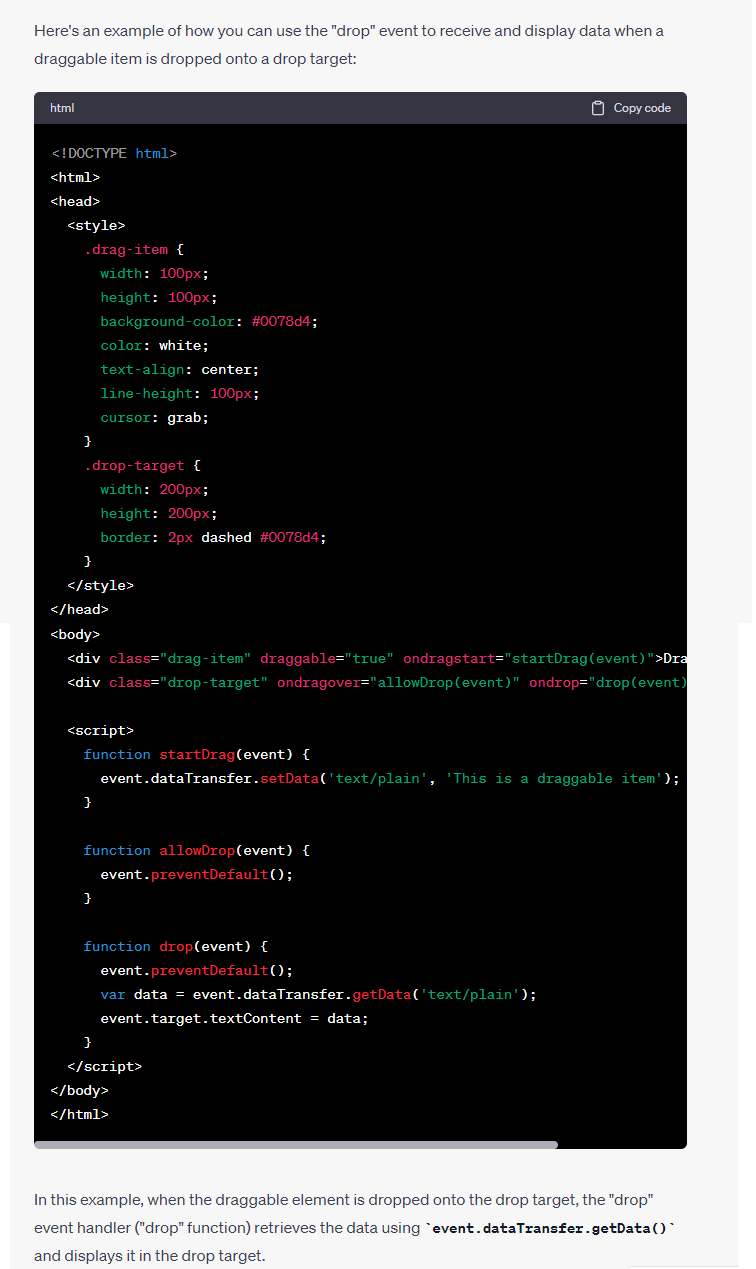 Here's an example of how you can use the "drop" event to receive and display data when a
draggable item is dropped onto a drop target:
html
Copy code
<!DOCTYPE html>
<html>
<head>
<style>
.drag-item {
width: 100px;
height: 100px;
background-color: #0078d4;
color: white;
text-align: center;
line-height: 100px;
cursor: grab;
}
.drop-target {
width: 200px;
height: 200px;
border: 2px dashed #0078d4;
}
</style>
</head>
<body>
<div class="drag-item" draggable="true" ondragstart="startDrag(event)">Dra
<div class="drop-target" ondragover="allowDrop(event)" ondrop="drop(event)
<script>
function startDrag(event) {
event.dataTransfer.setData('text/plain', 'This is a draggable item');
}
function allowDrop(event) {
event.preventDefault();
}
function drop(event) {
event.preventDefault();
var data = event.dataTransfer.getData('text/plain');
event.target.textContent = data;
}
</script>
</body>
</html>
In this example, when the draggable element is dropped onto the drop target, the "drop"
event handler ("drop" function) retrieves the data using `event.dataTransfer.getData()`
and displays it in the drop target.